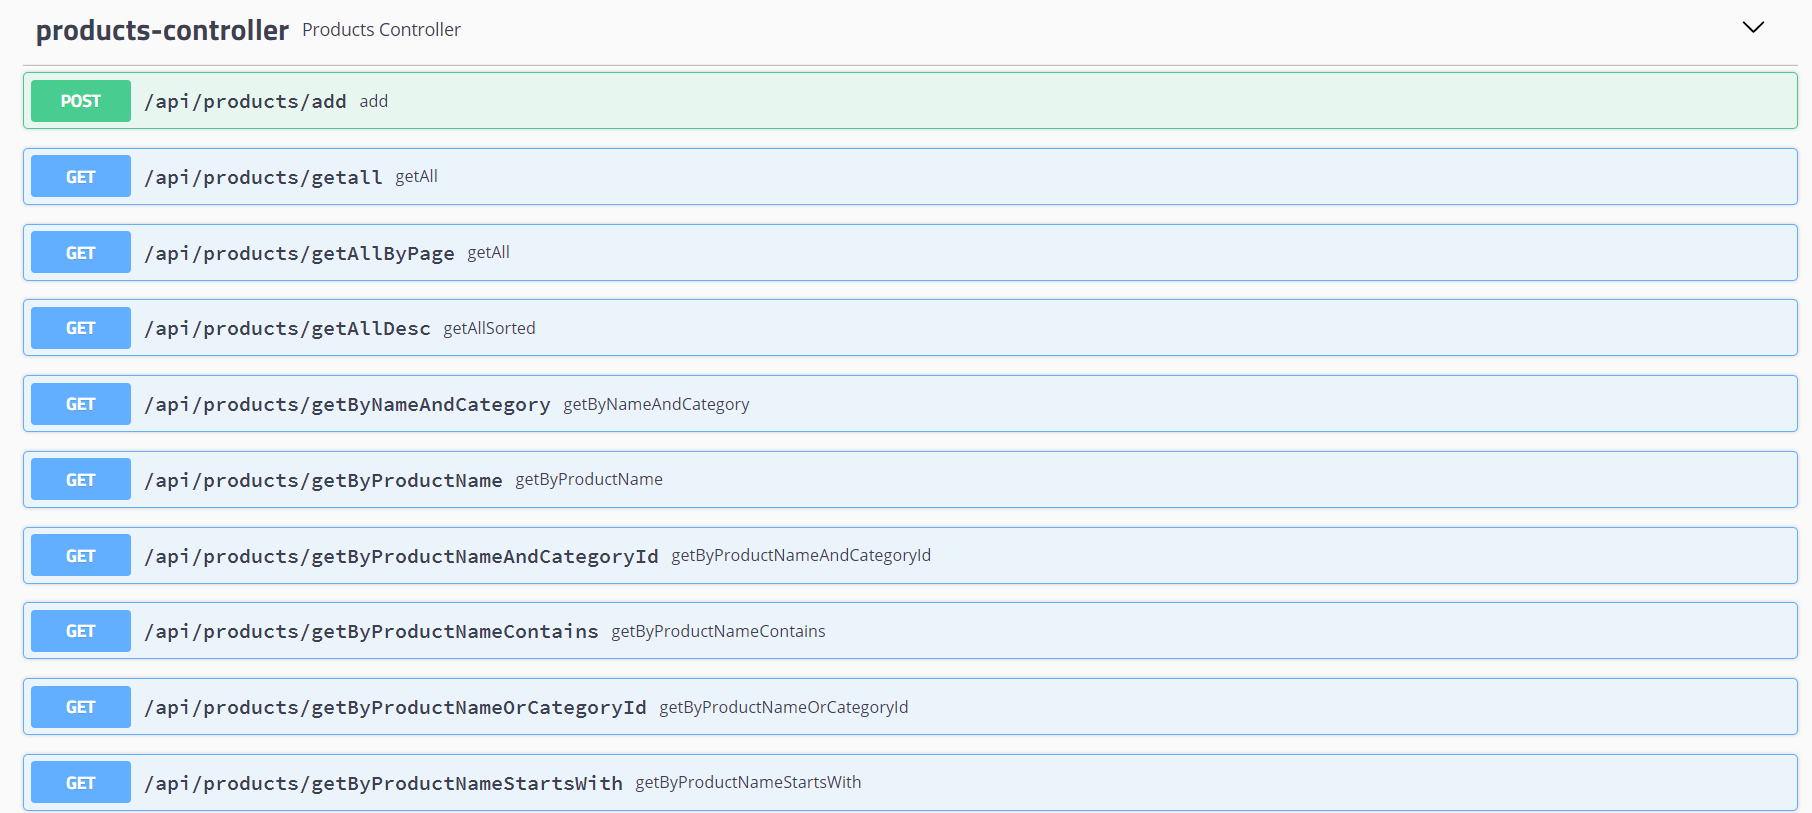 products-controller Products Controller
POST /api/products/add add
GET /api/products/getall getAll
GET /api/products/getAllByPage getAll
GET /api/products/getAllDesc getAllSorted
GET /api/products/getByNameAndCategory getByNameAndCategory
GET /api/products/getByProductName getByProductName
GET /api/products/getByProductNameAndCategoryId getByProductNameAndCategoryId
GET /api/products/getByProductNameContains getByProductNameContains
GET /api/products/getByProductNameOrCategoryId getByProductNameOrCategoryId
GET /api/products/getByProductNameStartsWith getByProductNameStartsWith